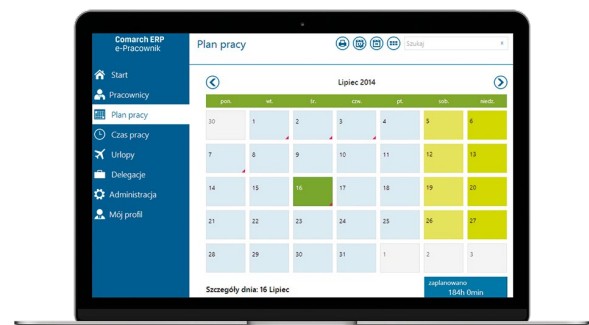 Comarch ERP
e-Pracownik
Plan pracy
Szukaj
Start
Pracownicy
Plan pracy
Czas pracy
Urlopy
Delegacje
Administracja
Mój profil
Lipiec 2014
pon. wt. śr. czw. pt. sob. niedz.
30 1 2 3 4 5 6
7 8 9 10 11 12 13
14 15 16 17 18 19 20
21 22 23 24 25 26 27
28 29 30 31 1 2 3
Szczegóły dnia: 16 Lipiec
zaplanowano
184h 0min